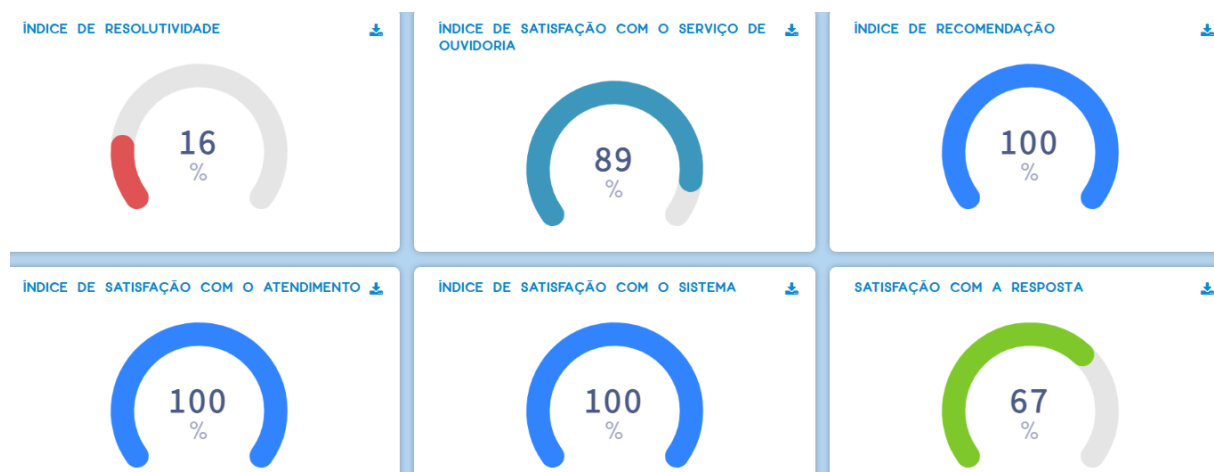 ÍNDICE DE RESOLUTIVIDADE
16
%
ÍNDICE DE SATISFAÇÃO COM O SERVIÇO DE
OUVIDORIA
89
%
ÍNDICE DE RECOMENDAÇÃO
100
%
ÍNDICE DE SATISFAÇÃO COM O ATENDIMENTO
100
%
ÍNDICE DE SATISFAÇÃO COM O SISTEMA
100
%
SATISFAÇÃO COM A RESPOSTA
67
%